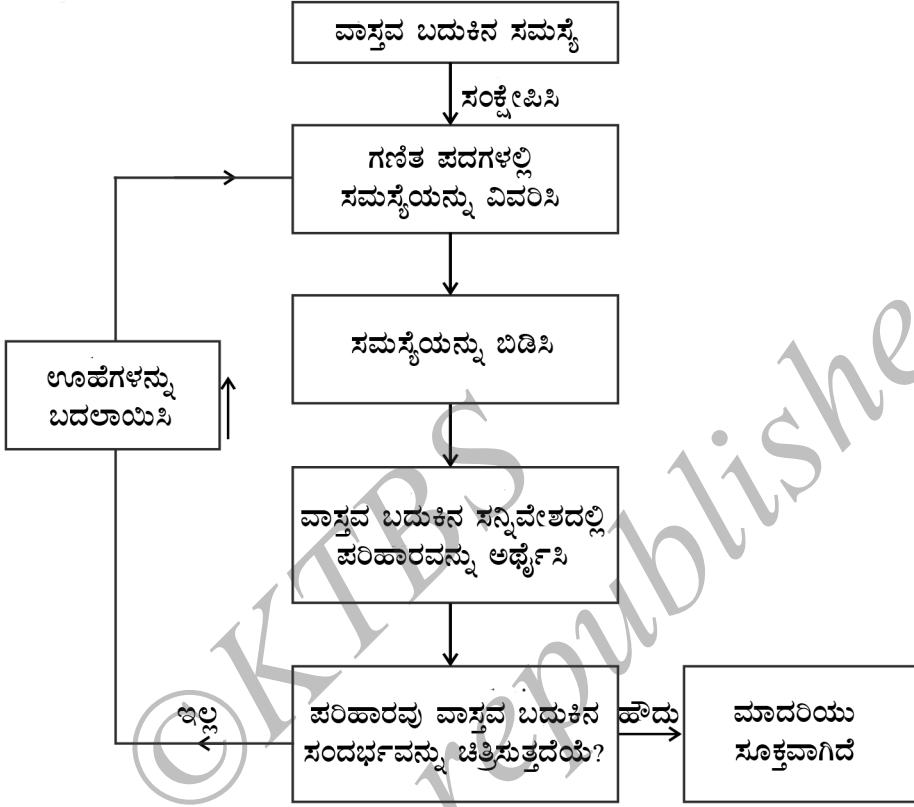 ವಾಸ್ತವ ಬದುಕಿನ ಸಮಸ್ಯೆ
ಸಂಕ್ಷೇಪಿಸಿ
ಗಣಿತ ಪದಗಳಲ್ಲಿ
ಸಮಸ್ಯೆಯನ್ನು ವಿವರಿಸಿ
ಸಮಸ್ಯೆಯನ್ನು ಬಿಡಿಸಿ
ಊಹೆಗಳನ್ನು
ಬದಲಾಯಿಸಿ
ವಾಸ್ತವ ಬದುಕಿನ ಸನ್ನಿವೇಶದಲ್ಲಿ
ಪರಿಹಾರವನ್ನು ಅರ್ಥೈಸಿ
ಇಲ್ಲ
ಪರಿಹಾರವು ವಾಸ್ತವ ಬದುಕಿನ
ಸಂದರ್ಭವನ್ನು ಚಿತ್ರಿಸುತ್ತದೆಯೆ?
ಹೌದು
ಮಾದರಿಯು
ಸೂಕ್ತವಾಗಿದೆ
©KTBS
republishe